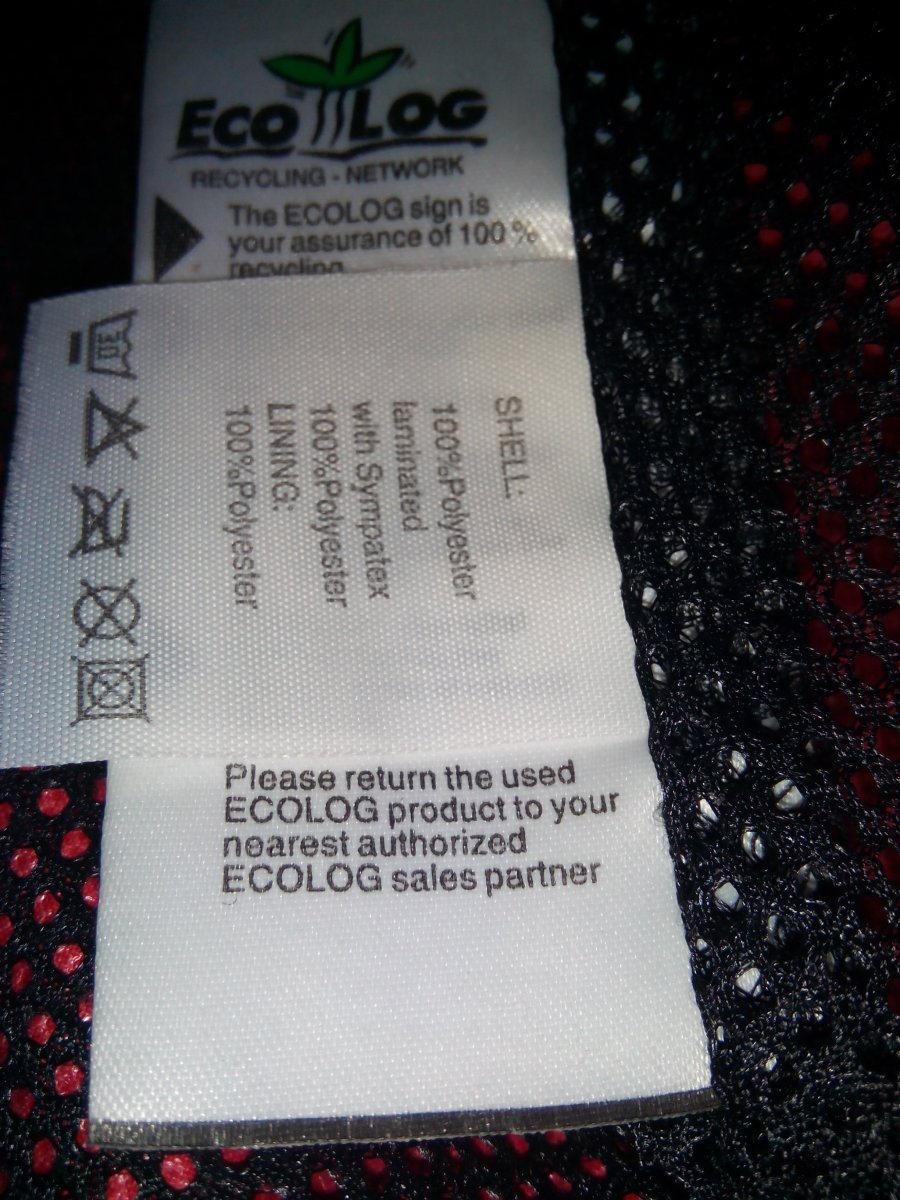 ECO LOG
RECYCLING - NETWORK
The ECOLOG sign is
your assurance of 100 %
recycling
SHELL:
100%Polyester
laminated
with Sympatex
100%Polyester
LINING:
100%Polyester
Please return the used
ECOLOG product to your
nearest authorized
ECOLOG sales partner